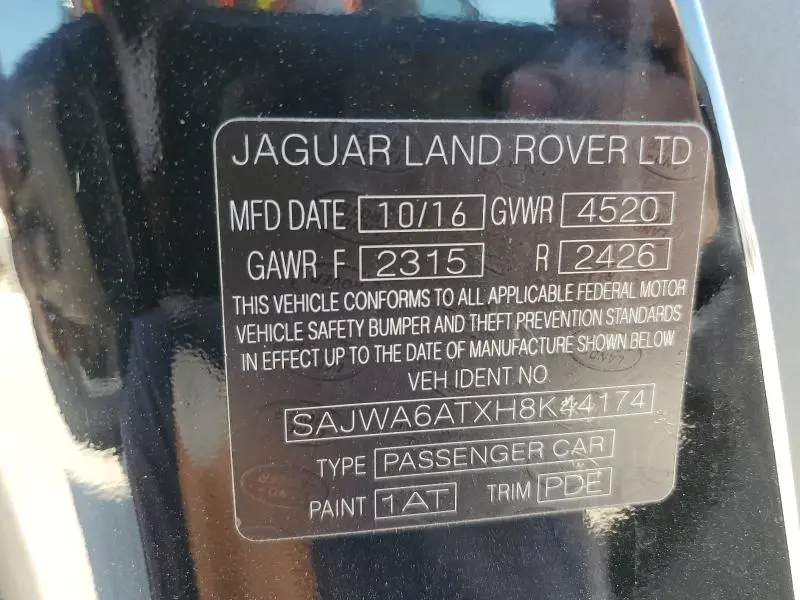 JAGUAR LAND ROVER LTD
MFD DATE 10/16 GVWR 4520
GAWR F 2315 R 2426
THIS VEHICLE CONFORMS TO ALL APPLICABLE FEDERAL MOTOR
VEHICLE SAFETY BUMPER AND THEFT PREVENTION STANDARDS
IN EFFECT UP TO THE DATE OF MANUFACTURE SHOWN BELOW
VEH IDENT NO
SAJWA6ATXH8K44174
TYPE PASSENGER CAR
PAINT 1AT TRIM PDE